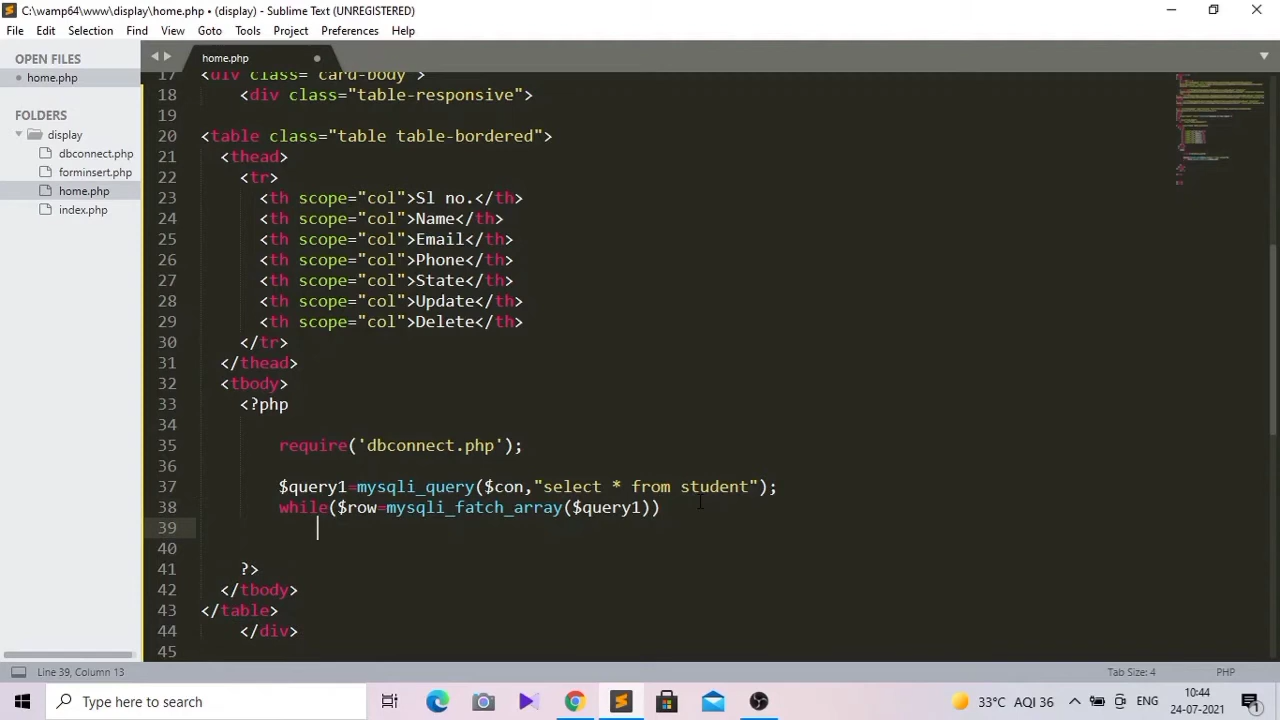 C:\wamp64\www\display\home.php • (display) - Sublime Text (UNREGISTERED)
File Edit Selection Find View Goto Tools Project Preferences Help
OPEN FILES
home.php
FOLDERS
display
dbconnect.php
forminsert.php
home.php
index.php
home.php
17 <div class="card-body">
18 <div class="table-responsive">
19
20 <table class="table table-bordered">
21 <thead>
22 <tr>
23 <th scope="col">Sl no.</th>
24 <th scope="col">Name</th>
25 <th scope="col">Email</th>
26 <th scope="col">Phone</th>
27 <th scope="col">State</th>
28 <th scope="col">Update</th>
29 <th scope="col">Delete</th>
30 </tr>
31 </thead>
32 <tbody>
33 <?php
34
35 require('dbconnect.php');
36
37 $query1=mysqli_query($con,"select * from student");
38 while($row=mysqli_fatch_array($query1))
39
40
41 ?>
42 </tbody>
43 </table>
44 </div>
45
Line 39, Column 13
Tab Size: 4
PHP
Type here to search
33°C AQI 36
ENG
10:44
24-07-2021
1